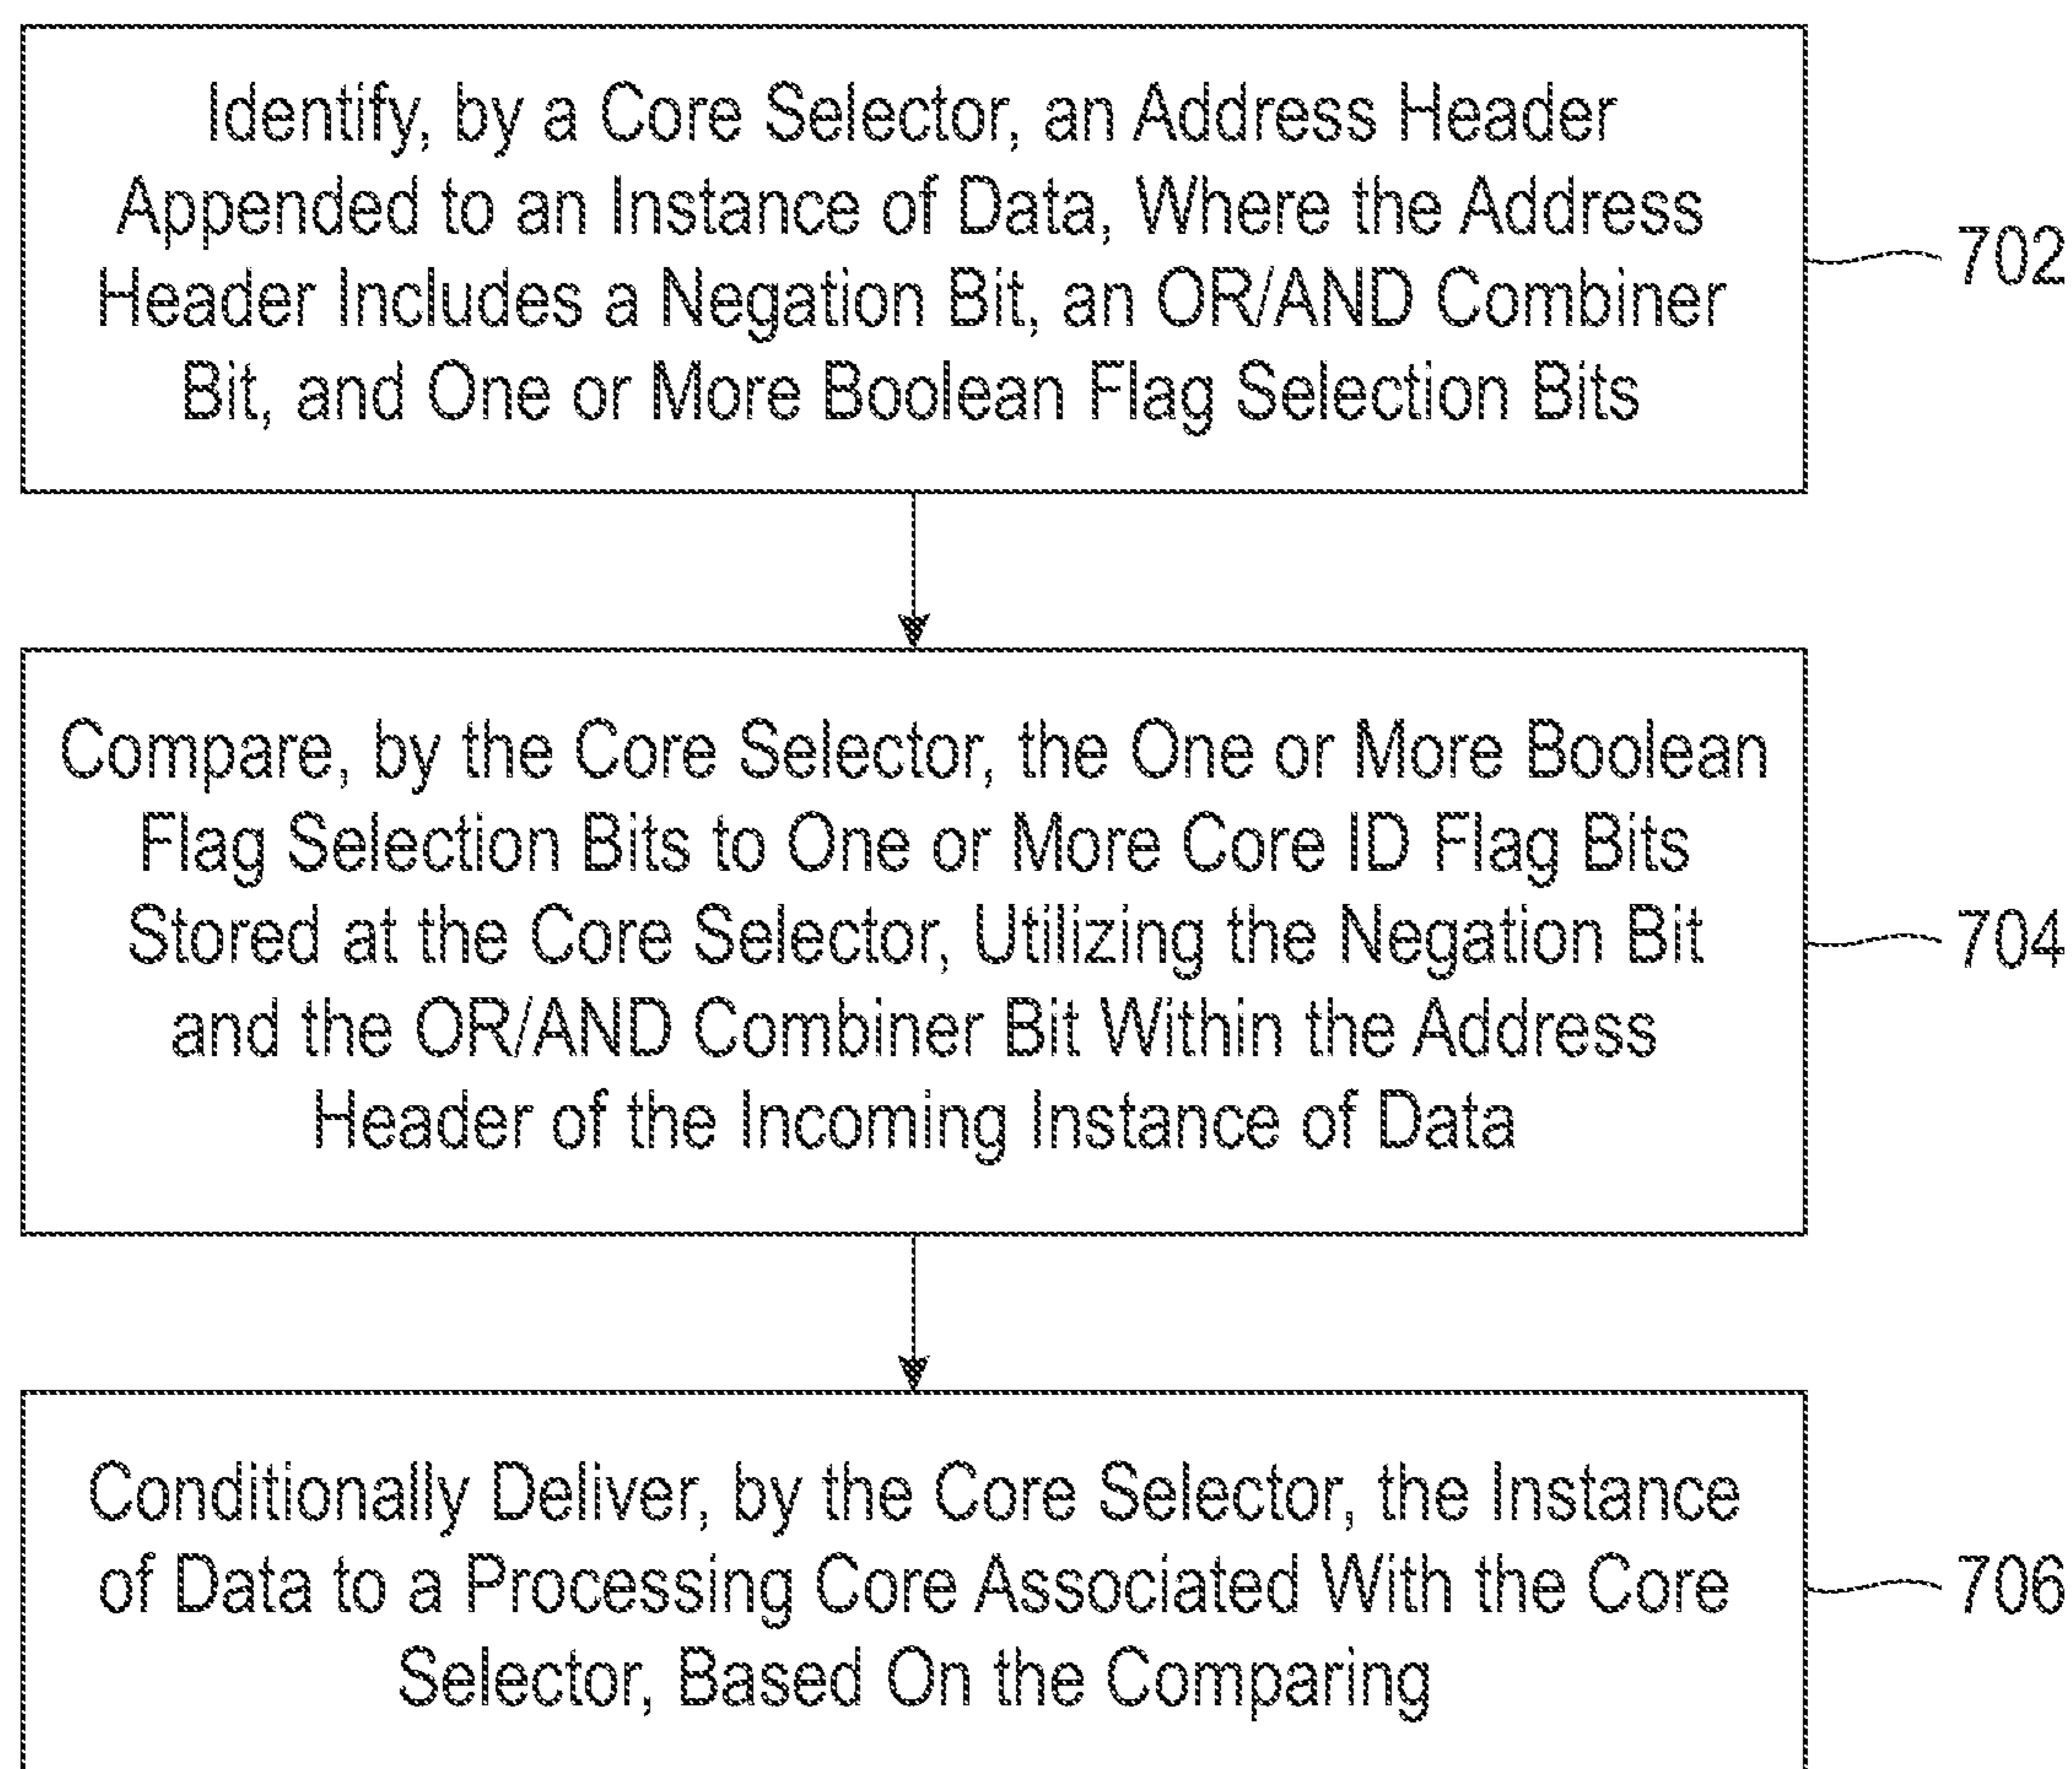 Identify, by a Core Selector, an Address Header
Appended to an Instance of Data, Where the Address
Header Includes a Negation Bit, an OR/AND Combiner
Bit, and One or More Boolean Flag Selection Bits
702
Compare, by the Core Selector, the One or More Boolean
Flag Selection Bits to One or More Core ID Flag Bits
Stored at the Core Selector, Utilizing the Negation Bit
and the OR/AND Combiner Bit Within the Address
Header of the Incoming Instance of Data
704
Conditionally Deliver, by the Core Selector, the Instance
of Data to a Processing Core Associated With the Core
Selector, Based On the Comparing
706